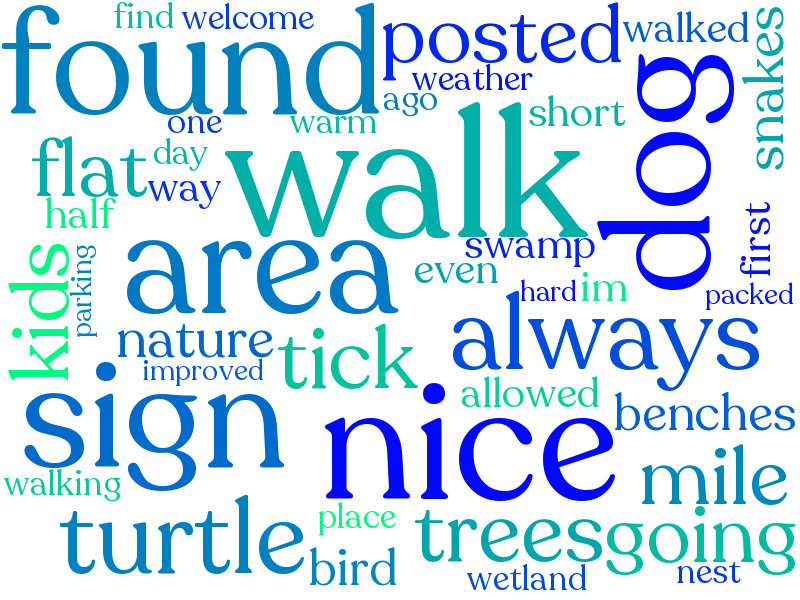 find welcome
found
posted
walked
snakes
weather
ago
one
warm
short
dog
flat
day
way
walk
half
area
swamp
first
kids
parking
even
hard
im
packed
nature
tick
always
improved
sign
nice
allowed
benches
walking
mile
turtle
place
trees
going
bird
wetland
nest